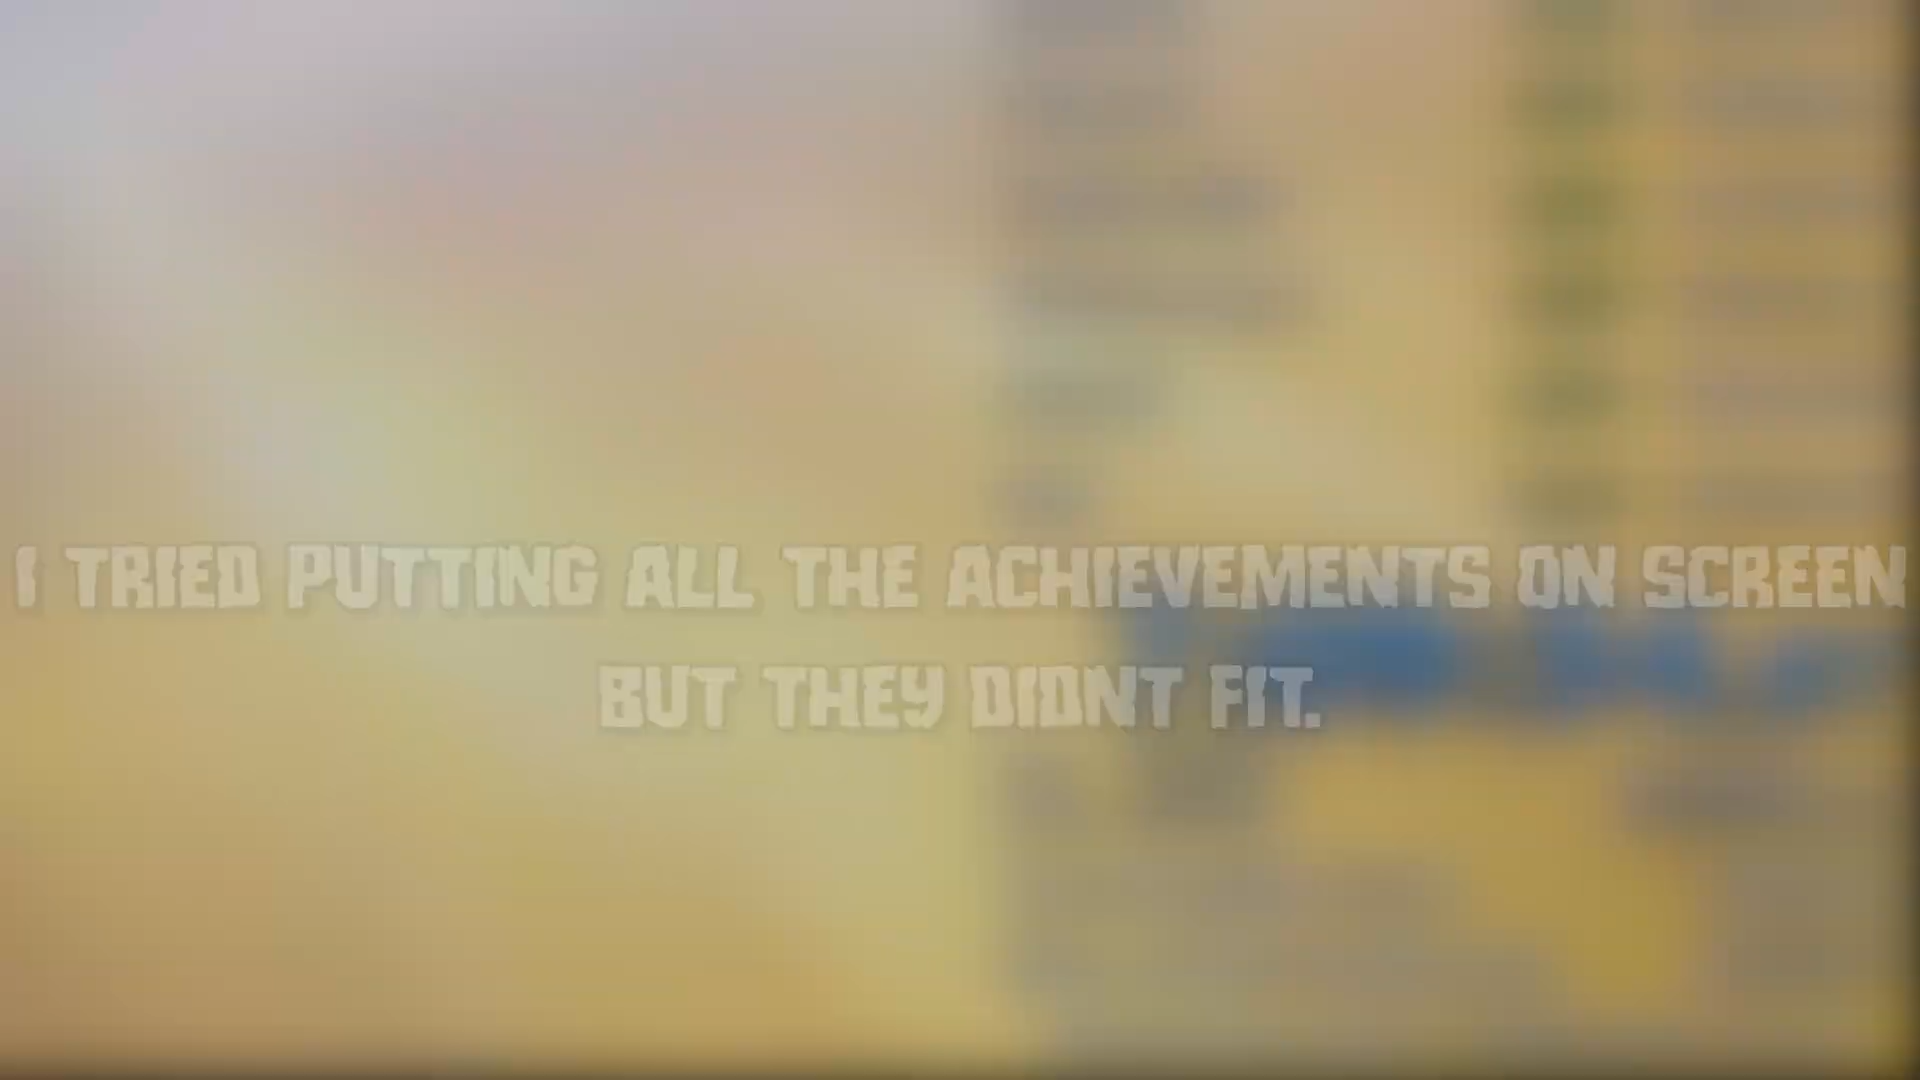 I TRIED PUTTING ALL THE ACHIEVEMENTS ON SCREEN
BUT THEY DIDNT FIT.